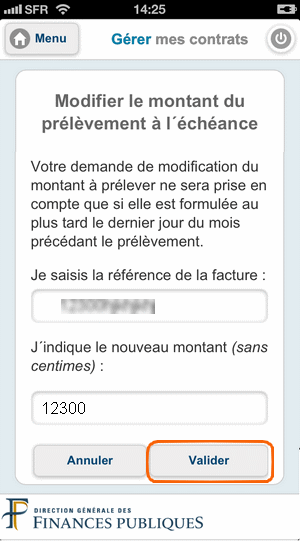 SFR 14:25
Menu Gérer mes contrats
Modifier le montant du
prélèvement à l´échéance
Votre demande de modification du
montant à prélever ne sera prise en
compte que si elle est formulée au
plus tard le dernier jour du mois
précédant le prélèvement.
Je saisis la référence de la facture :
J´indique le nouveau montant (sans
centimes) :
12300
Annuler Valider
DIRECTION GÉNÉRALE DES
FINANCES PUBLIQUES